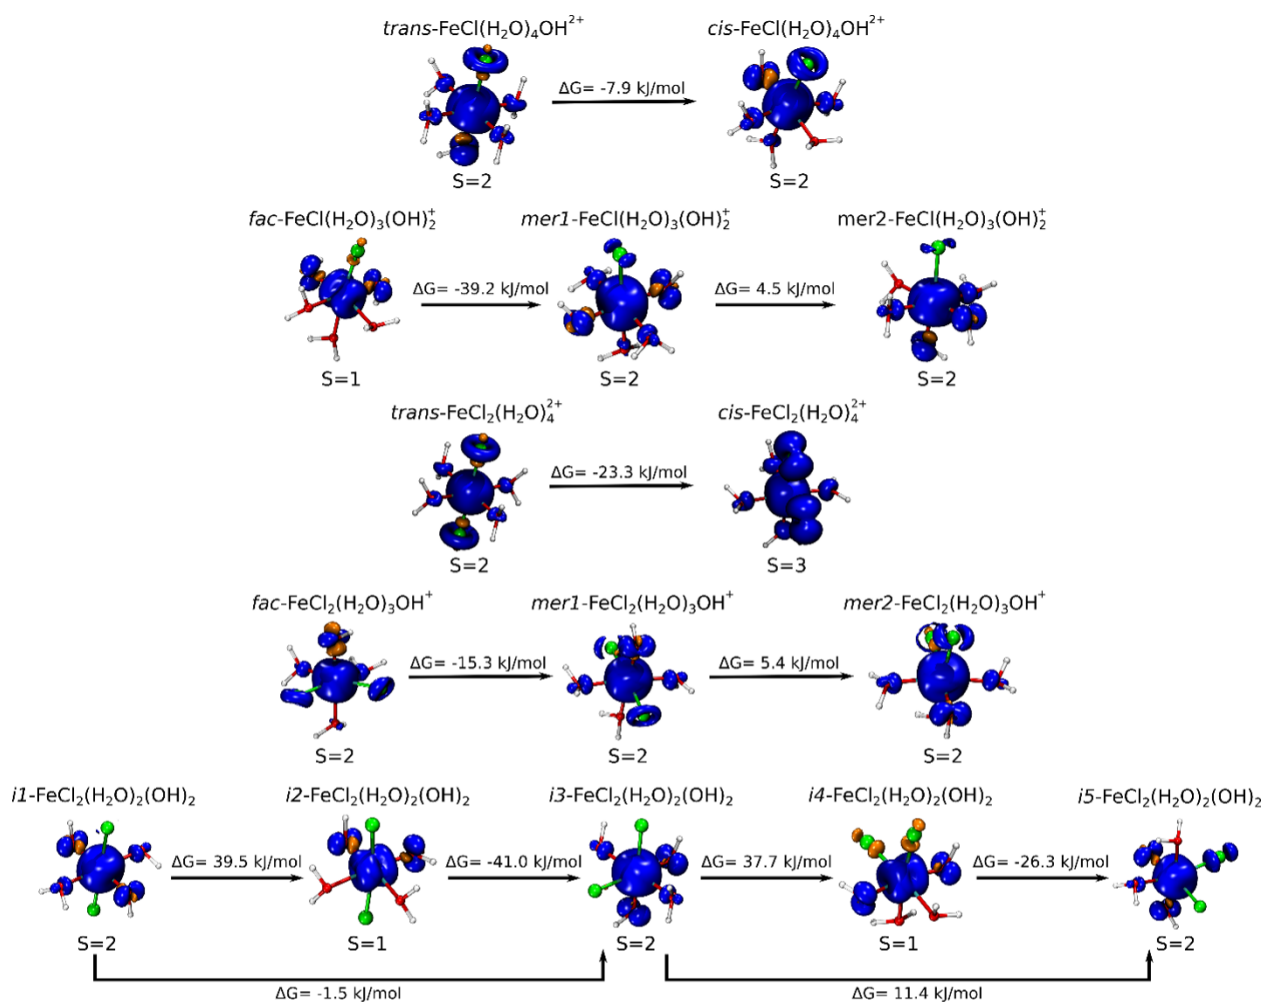 trans-FeCl(H₂O)₄OH²⁺ cis-FeCl(H₂O)₄OH²⁺
ΔG= -7.9 kJ/mol
S=2 S=2
fac-FeCl(H₂O)₃(OH)₂⁺ mer1-FeCl(H₂O)₃(OH)₂⁺ mer2-FeCl(H₂O)₃(OH)₂⁺
ΔG= -39.2 kJ/mol ΔG= 4.5 kJ/mol
S=1 S=2 S=2
trans-FeCl₂(H₂O)₄²⁺ cis-FeCl₂(H₂O)₄²⁺
ΔG= -23.3 kJ/mol
S=2 S=3
fac-FeCl₂(H₂O)₃OH⁺ mer1-FeCl₂(H₂O)₃OH⁺ mer2-FeCl₂(H₂O)₃OH⁺
ΔG= -15.3 kJ/mol ΔG= 5.4 kJ/mol
S=2 S=2 S=2
i1-FeCl₂(H₂O)₂(OH)₂ i2-FeCl₂(H₂O)₂(OH)₂ i3-FeCl₂(H₂O)₂(OH)₂ i4-FeCl₂(H₂O)₂(OH)₂ i5-FeCl₂(H₂O)₂(OH)₂
ΔG= 39.5 kJ/mol ΔG= -41.0 kJ/mol ΔG= 37.7 kJ/mol ΔG= -26.3 kJ/mol
S=2 S=1 S=2 S=1 S=2
ΔG= -1.5 kJ/mol ΔG= 11.4 kJ/mol